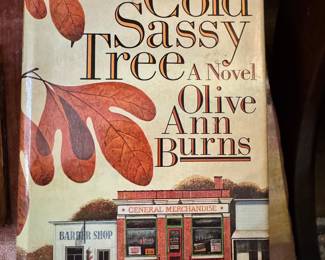 Cold
Sassy
Tree
A Novel
Olive
Ann
Burns
GENERAL MERCHANDISE
BARBER SHOP